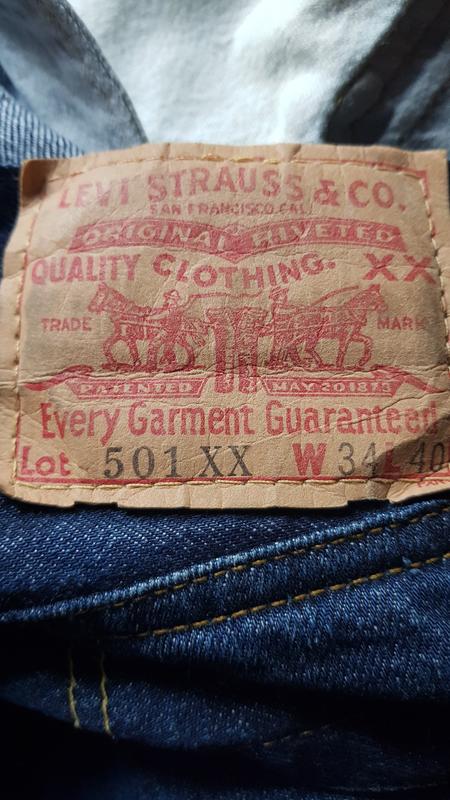 LEVI STRAUSS & CO.
SAN FRANCISCO, CAL.
ORIGINAL RIVETED
QUALITY CLOTHING. XX
TRADE MARK
PATENTED MAY 20 1873
Every Garment Guaranteed
Lot 501 XX W 34 L 40